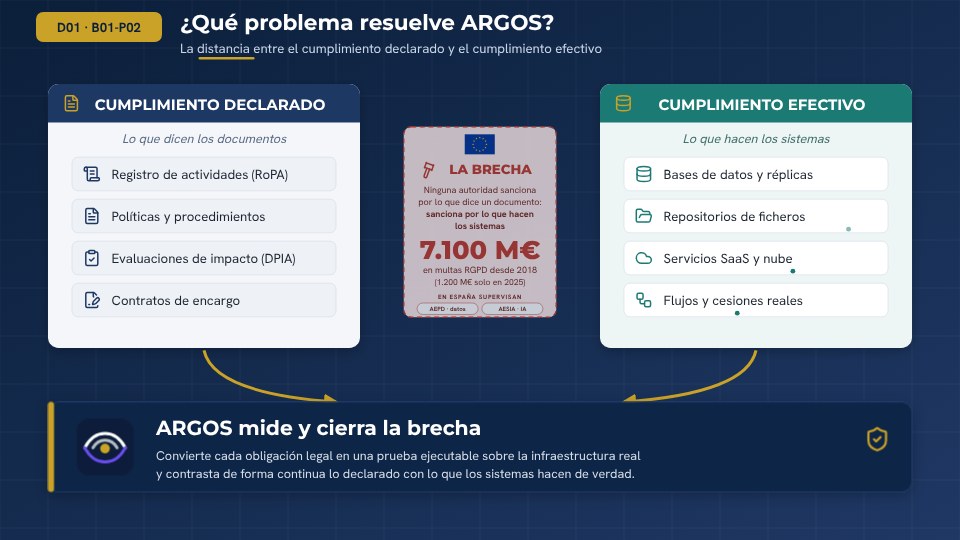 D01 · B01-P02
¿Qué problema resuelve ARGOS?
La distancia entre el cumplimiento declarado y el cumplimiento efectivo
CUMPLIMIENTO DECLARADO
Lo que dicen los documentos
Registro de actividades (RoPA)
Políticas y procedimientos
Evaluaciones de impacto (DPIA)
Contratos de encargo
LA BRECHA
Ninguna autoridad sanciona
por lo que dice un documento:
sanciona por lo que hacen
los sistemas
7.100 M€
en multas RGPD desde 2018
(1.200 M€ solo en 2025)
EN ESPAÑA SUPERVISAN
AEPD · datos
AESIA · IA
CUMPLIMIENTO EFECTIVO
Lo que hacen los sistemas
Bases de datos y réplicas
Repositorios de ficheros
Servicios SaaS y nube
Flujos y cesiones reales
ARGOS mide y cierra la brecha
Convierte cada obligación legal en una prueba ejecutable sobre la infraestructura real
y contrasta de forma continua lo declarado con lo que los sistemas hacen de verdad.